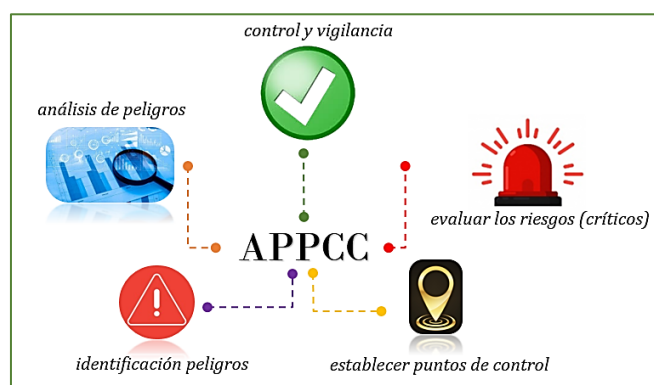 control y vigilancia
análisis de peligros
evaluar los riesgos (críticos)
APPCC
identificación peligros
establecer puntos de control